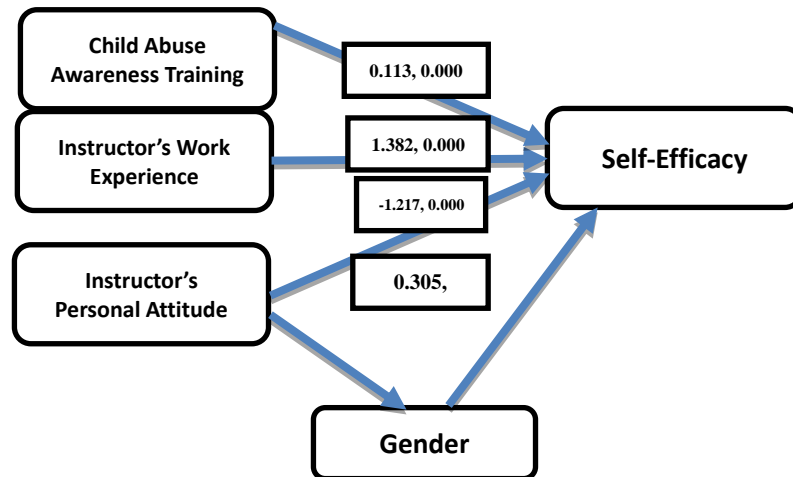 Child Abuse
Awareness Training
0.113, 0.000
Instructor’s Work
Experience
1.382, 0.000
Self-Efficacy
-1.217, 0.000
Instructor’s
Personal Attitude
0.305,
Gender